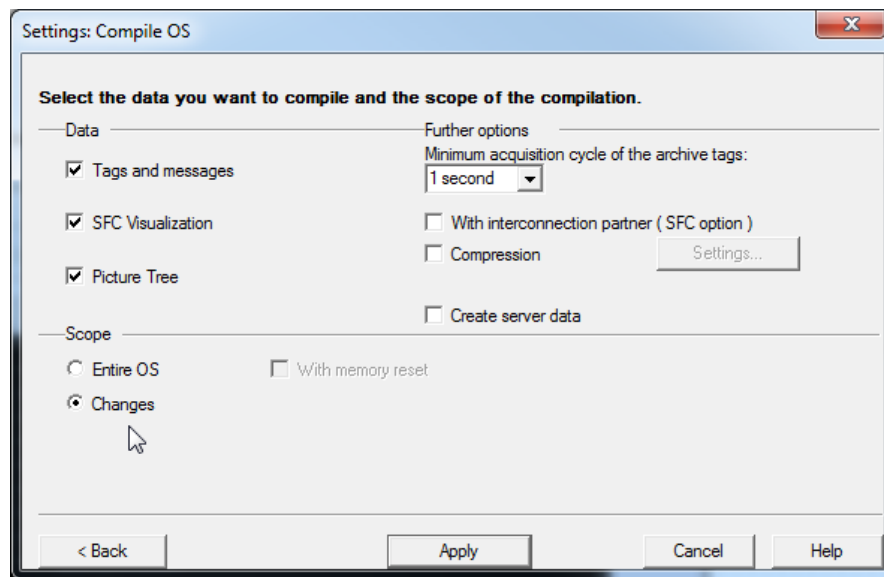 Settings: Compile OS
Select the data you want to compile and the scope of the compilation.
Data
Tags and messages
SFC Visualization
Picture Tree
Further options
Minimum acquisition cycle of the archive tags:
1 second
With interconnection partner ( SFC option )
Compression
Settings...
Create server data
Scope
Entire OS
With memory reset
Changes
< Back
Apply
Cancel
Help